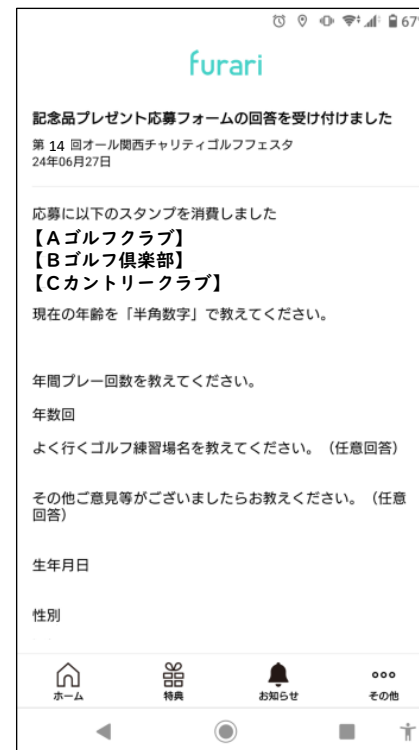 67
furari
記念品プレゼント応募フォームの回答を受け付けました
第 14 回オール関西チャリティゴルフフェスタ
24年06月27日
応募に以下のスタンプを消費しました
【Aゴルフクラブ】
【Bゴルフ倶楽部】
【Cカントリークラブ】
現在の年齢を「半角数字」で教えてください。
年間プレー回数を教えてください。
年数回
よく行くゴルフ練習場名を教えてください。（任意回答）
その他ご意見等がございましたらお教えください。（任意
回答）
生年月日
性別
ホーム 特典 お知らせ その他